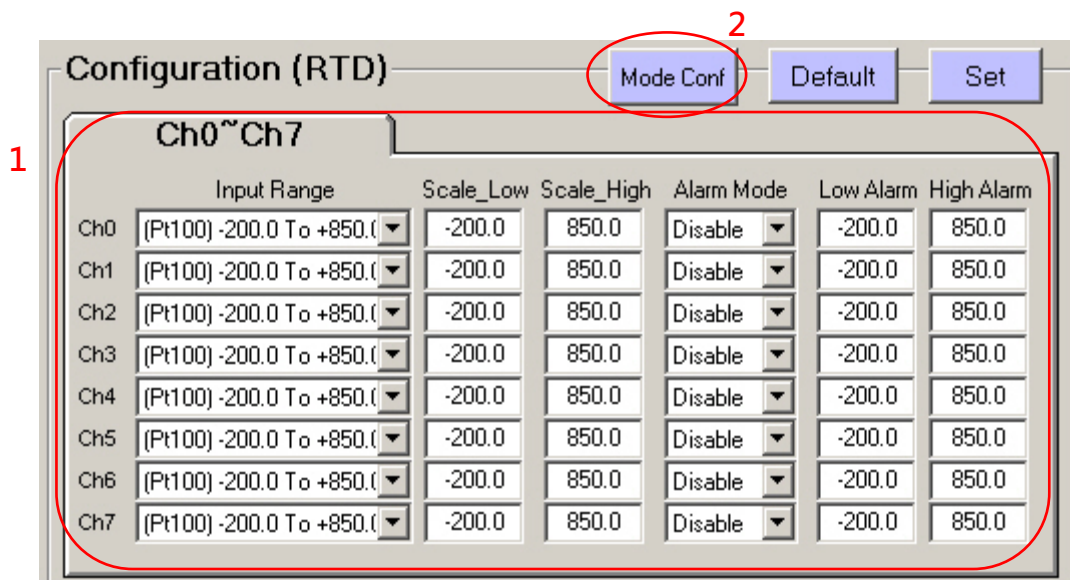 2
Configuration (RTD) Mode Conf Default Set
1
Ch0~Ch7
Input Range Scale_Low Scale_High Alarm Mode Low Alarm High Alarm
Ch0 (Pt100) -200.0 To +850.( -200.0 850.0 Disable -200.0 850.0
Ch1 (Pt100) -200.0 To +850.( -200.0 850.0 Disable -200.0 850.0
Ch2 (Pt100) -200.0 To +850.( -200.0 850.0 Disable -200.0 850.0
Ch3 (Pt100) -200.0 To +850.( -200.0 850.0 Disable -200.0 850.0
Ch4 (Pt100) -200.0 To +850.( -200.0 850.0 Disable -200.0 850.0
Ch5 (Pt100) -200.0 To +850.( -200.0 850.0 Disable -200.0 850.0
Ch6 (Pt100) -200.0 To +850.( -200.0 850.0 Disable -200.0 850.0
Ch7 (Pt100) -200.0 To +850.( -200.0 850.0 Disable -200.0 850.0